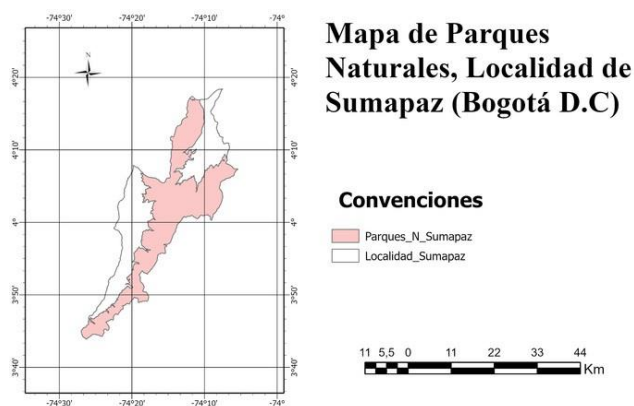 -74°30' -74°20' -74°10' -74°
Mapa de Parques
Naturales, Localidad de
Sumapaz (Bogotá D.C)
N
4°20' 4°20'
4°10' 4°10'
4° 4°
3°50' 3°50'
3°40' 3°40'
-74°30' -74°20' -74°10' -74°
Convenciones
Parques_N_Sumapaz
Localidad_Sumapaz
11 5,5 0 11 22 33 44
Km